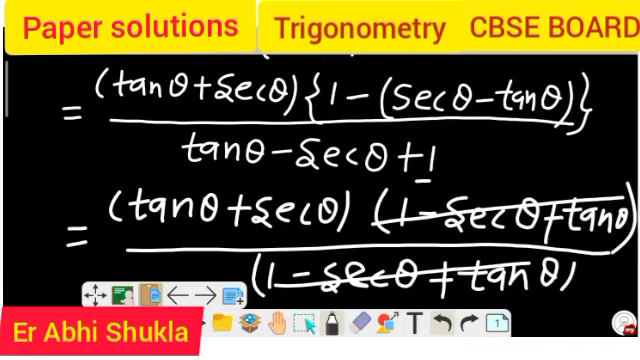 Paper solutions Trigonometry CBSE BOARD
= (tanθ+secθ){1-(secθ-tanθ)}
tanθ-secθ+1
= (tanθ+secθ) (1-secθ+tanθ)
(1-secθ+tanθ)
T 1
Er Abhi Shukla